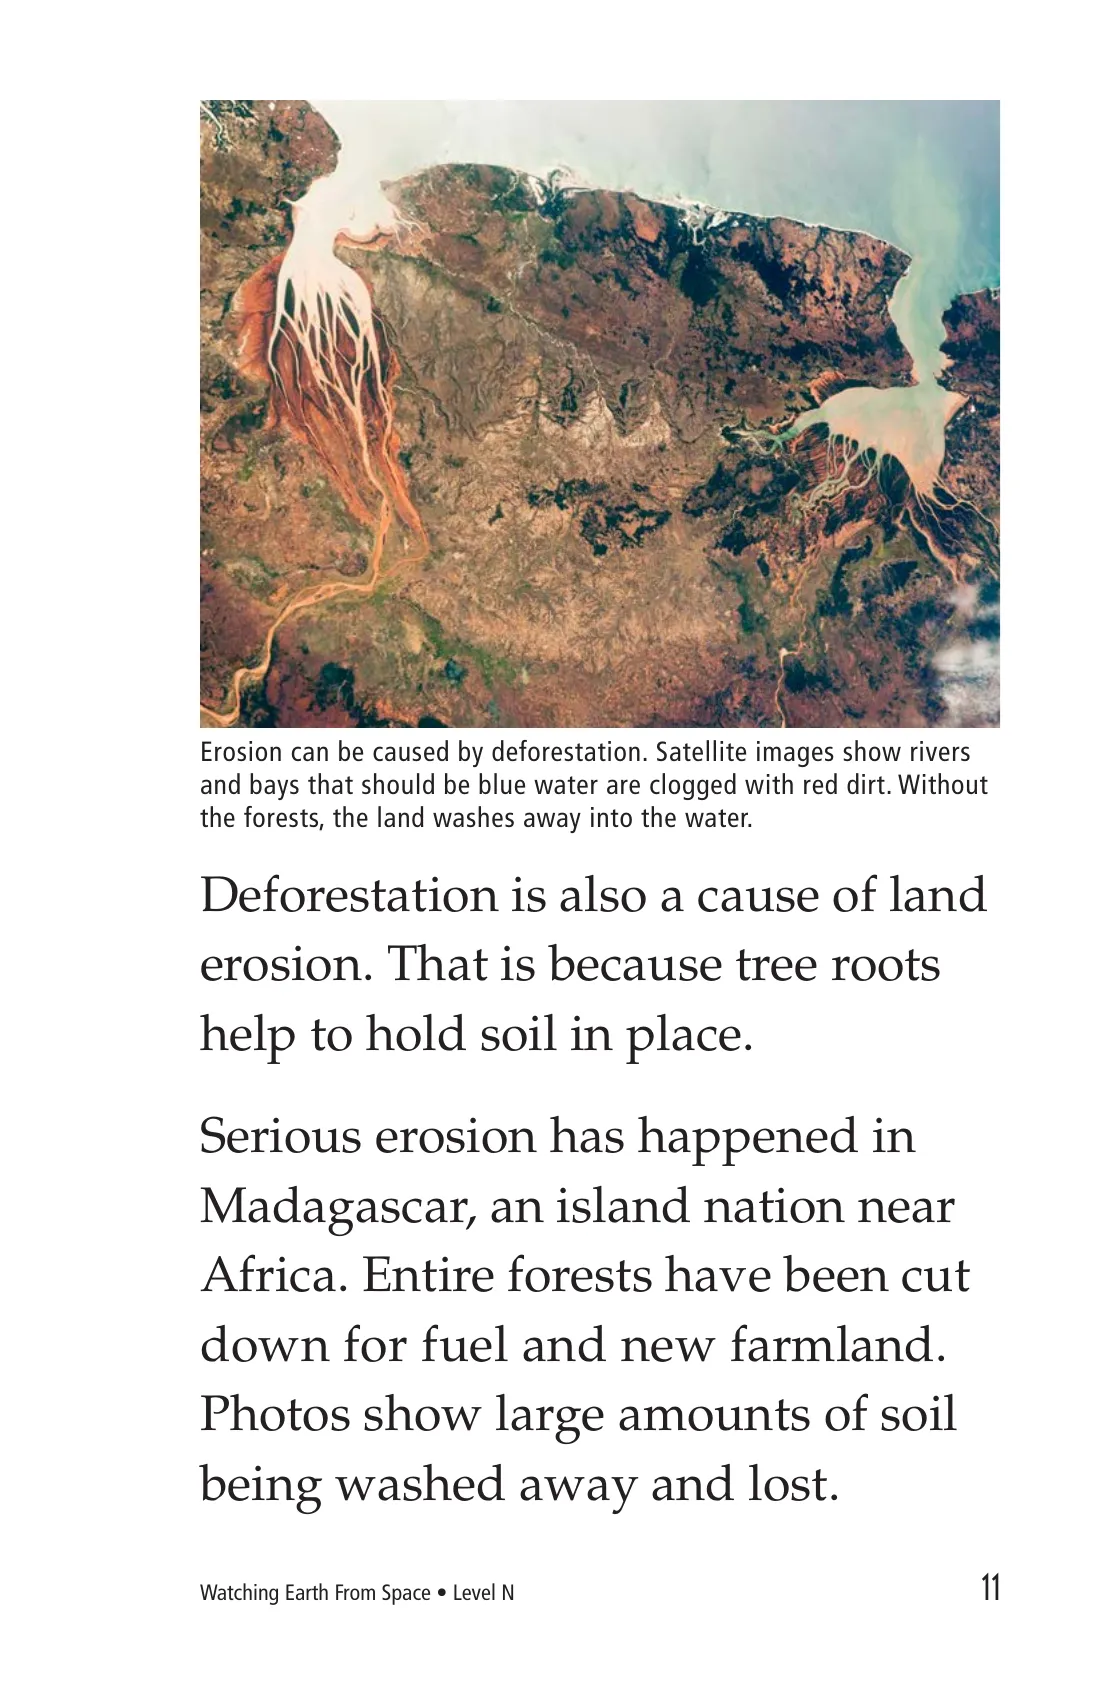 Erosion can be caused by deforestation. Satellite images show rivers
and bays that should be blue water are clogged with red dirt. Without
the forests, the land washes away into the water.
Deforestation is also a cause of land
erosion. That is because tree roots
help to hold soil in place.
Serious erosion has happened in
Madagascar, an island nation near
Africa. Entire forests have been cut
down for fuel and new farmland.
Photos show large amounts of soil
being washed away and lost.
Watching Earth From Space • Level N
11